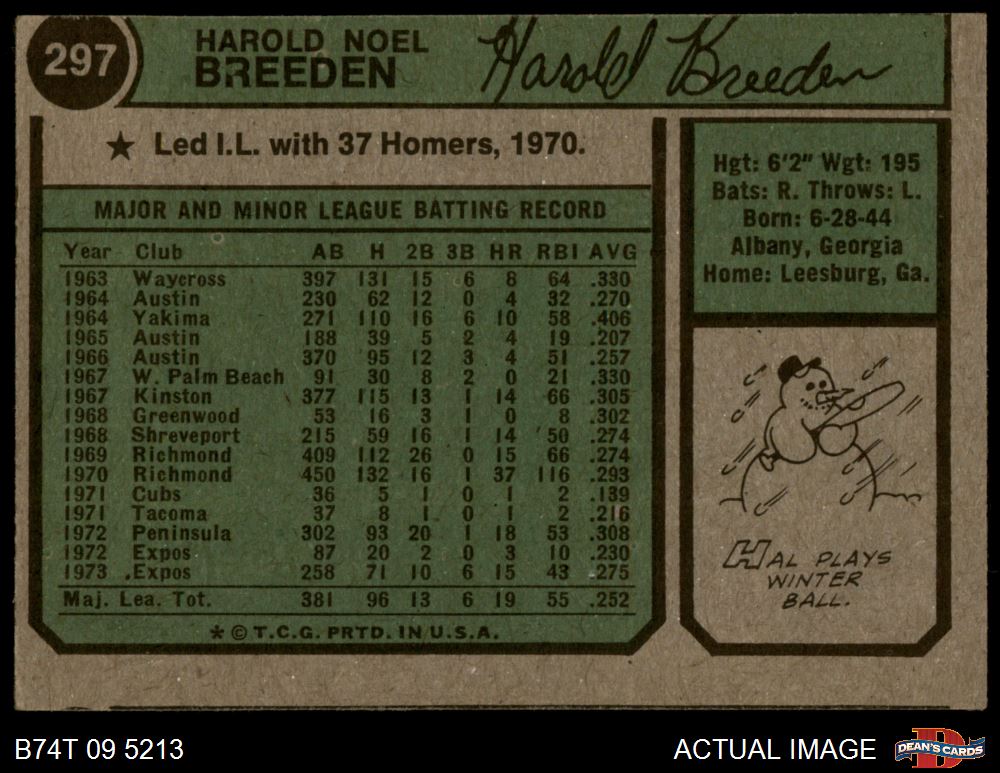 297
HAROLD NOEL
BREEDEN
Harold Breeden
★ Led I.L. with 37 Homers, 1970.
MAJOR AND MINOR LEAGUE BATTING RECORD
Year Club AB H 2B 3B HR RBI AVG
1963 Waycross 397 131 15 6 8 64 .330
1964 Austin 230 62 12 0 4 32 .270
1964 Yakima 271 110 16 6 10 58 .406
1965 Austin 188 39 5 2 4 19 .207
1966 Austin 370 95 12 3 4 51 .257
1967 W. Palm Beach 91 30 8 2 0 21 .330
1967 Kinston 377 115 13 1 14 66 .305
1968 Greenwood 53 16 3 1 0 8 .302
1968 Shreveport 215 59 16 1 14 50 .274
1969 Richmond 409 112 26 0 15 66 .274
1970 Richmond 450 132 16 1 37 116 .293
1971 Cubs 36 5 1 0 1 2 .139
1971 Tacoma 37 8 1 0 1 2 .216
1972 Peninsula 302 93 20 1 18 53 .308
1972 Expos 87 20 2 0 3 10 .230
1973 Expos 258 71 10 6 15 43 .275
Maj. Lea. Tot. 381 96 13 6 19 55 .252
* © T.C.G. PRTD. IN U.S.A.
Hgt: 6'2" Wgt: 195
Bats: R. Throws: L.
Born: 6-28-44
Albany, Georgia
Home: Leesburg, Ga.
HAL PLAYS
WINTER
BALL.
B74T 09 5213
ACTUAL IMAGE
D
DEAN'S CARDS